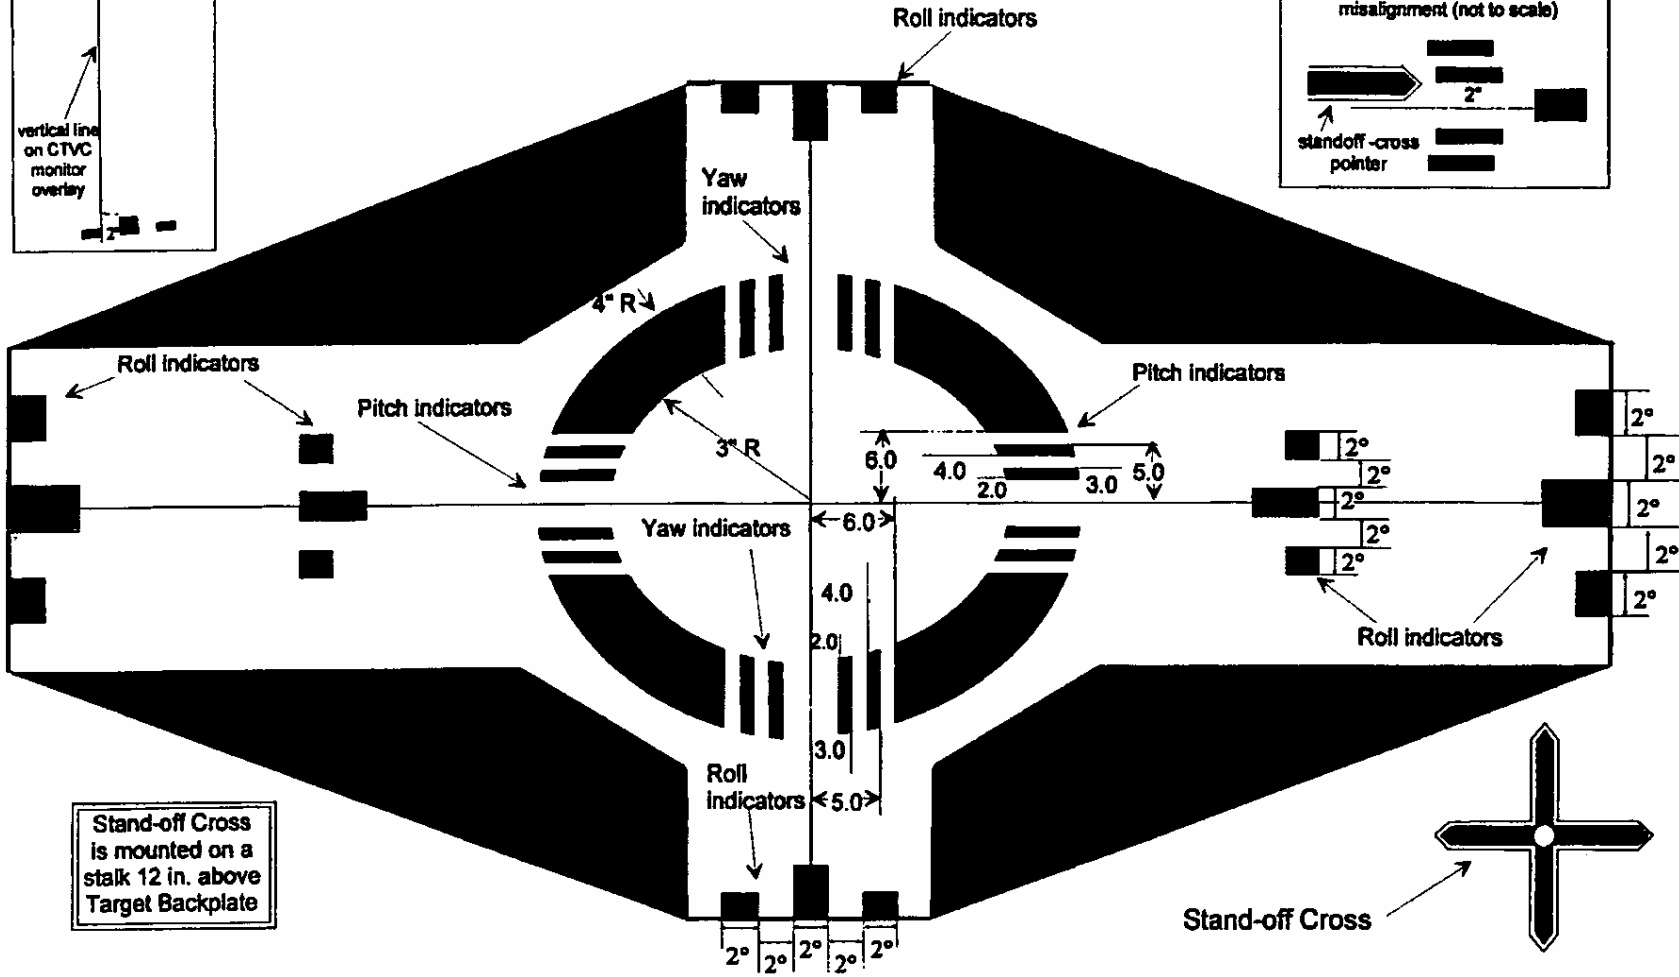 Roll indicators
misalignment (not to scale)
2°
standoff -cross
pointer
vertical line
on CTVC
monitor
overlay
2°
Yaw
indicators
4" R
Roll indicators
Pitch indicators
3" R
Pitch indicators
6.0
4.0
2.0
3.0
5.0
2°
2°
2°
2°
2°
2°
2°
2°
2°
2°
6.0
Yaw indicators
4.0
2.0
Roll indicators
3.0
Roll
indicators
5.0
2°
2°
2°
2°
2°
Stand-off Cross
is mounted on a
stalk 12 in. above
Target Backplate
Stand-off Cross